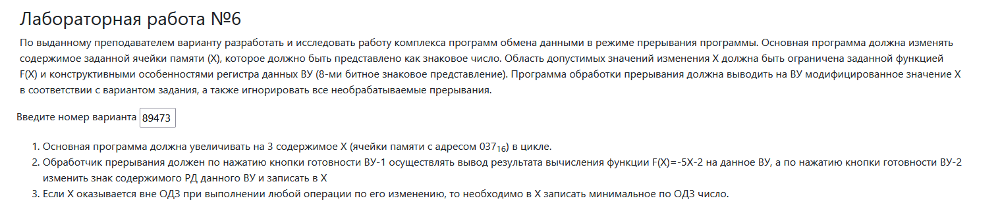 Лабораторная работа №6
По выданному преподавателем варианту разработать и исследовать работу комплекса программ обмена данными в режиме прерывания программы. Основная программа должна изменять
содержимое заданной ячейки памяти (X), которое должно быть представлено как знаковое число. Область допустимых значений изменения X должна быть ограничена заданной функцией
F(X) и конструктивными особенностями регистра данных ВУ (8-ми битное знаковое представление). Программа обработки прерывания должна выводить на ВУ модифицированное значение X
в соответствии с вариантом задания, а также игнорировать все необрабатываемые прерывания.
Введите номер варианта 89473
1. Основная программа должна увеличивать на 3 содержимое X (ячейки памяти с адресом 037₁₆) в цикле.
2. Обработчик прерывания должен по нажатию кнопки готовности ВУ-1 осуществлять вывод результата вычисления функции F(X)=-5X-2 на данное ВУ, a по нажатию кнопки готовности ВУ-2
изменить знак содержимого РД данного ВУ и записать в X
3. Если X оказывается вне ОДЗ при выполнении любой операции по его изменению, то необходимо в X записать минимальное по ОДЗ число.